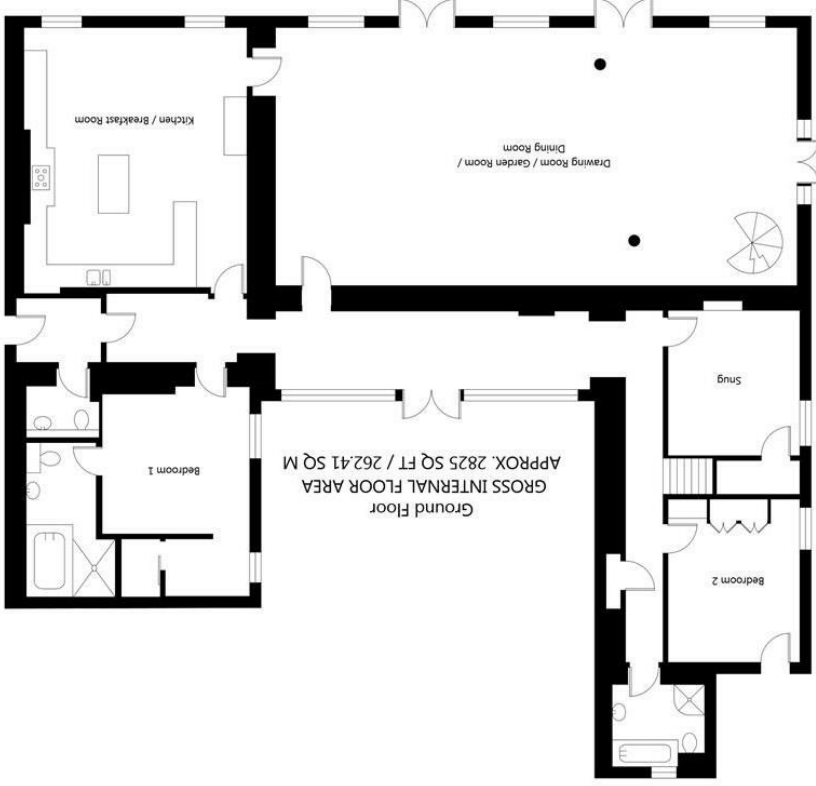 Bedroom 2
Ground Floor
GROSS INTERNAL FLOOR AREA
APPROX. 2825 SQ FT / 262.41 SQ M
Bedroom 1
Snug
Drawing Room / Garden Room /
Dining Room
Kitchen / Breakfast Room